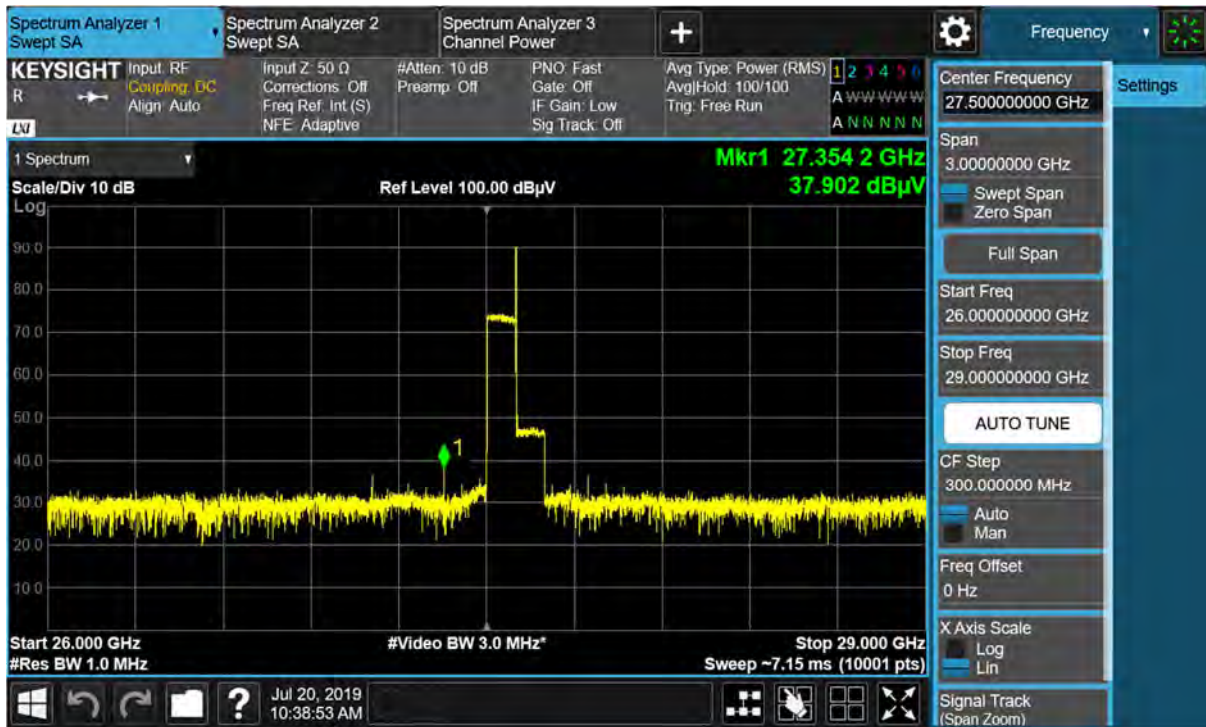 Spectrum Analyzer 1
Swept SA
Spectrum Analyzer 2
Swept SA
Spectrum Analyzer 3
Channel Power
+
Frequency
KEYSIGHT
R
LXI
Input: RF
Coupling: DC
Align: Auto
Input Z: 50 Ω
Corrections: Off
Freq Ref: Int (S)
NFE: Adaptive
#Atten: 10 dB
Preamp: Off
PNO: Fast
Gate: Off
IF Gain: Low
Sig Track: Off
Avg Type: Power (RMS)
Avg|Hold: 100/100
Trig: Free Run
1 2 3 4 5 6
A W W W W W
A N N N N N
1 Spectrum
Scale/Div 10 dB
Log
Ref Level 100.00 dBµV
Mkr1 27.354 2 GHz
37.902 dBµV
90.0
80.0
70.0
60.0
50.0
40.0
30.0
20.0
10.0
1
Start 26.000 GHz
#Res BW 1.0 MHz
#Video BW 3.0 MHz*
Stop 29.000 GHz
Sweep ~7.15 ms (10001 pts)
?
Jul 20, 2019
10:38:53 AM
Center Frequency
27.500000000 GHz
Settings
Span
3.00000000 GHz
Swept Span
Zero Span
Full Span
Start Freq
26.000000000 GHz
Stop Freq
29.000000000 GHz
AUTO TUNE
CF Step
300.000000 MHz
Auto
Man
Freq Offset
0 Hz
X Axis Scale
Log
Lin
Signal Track
(Span Zoom)